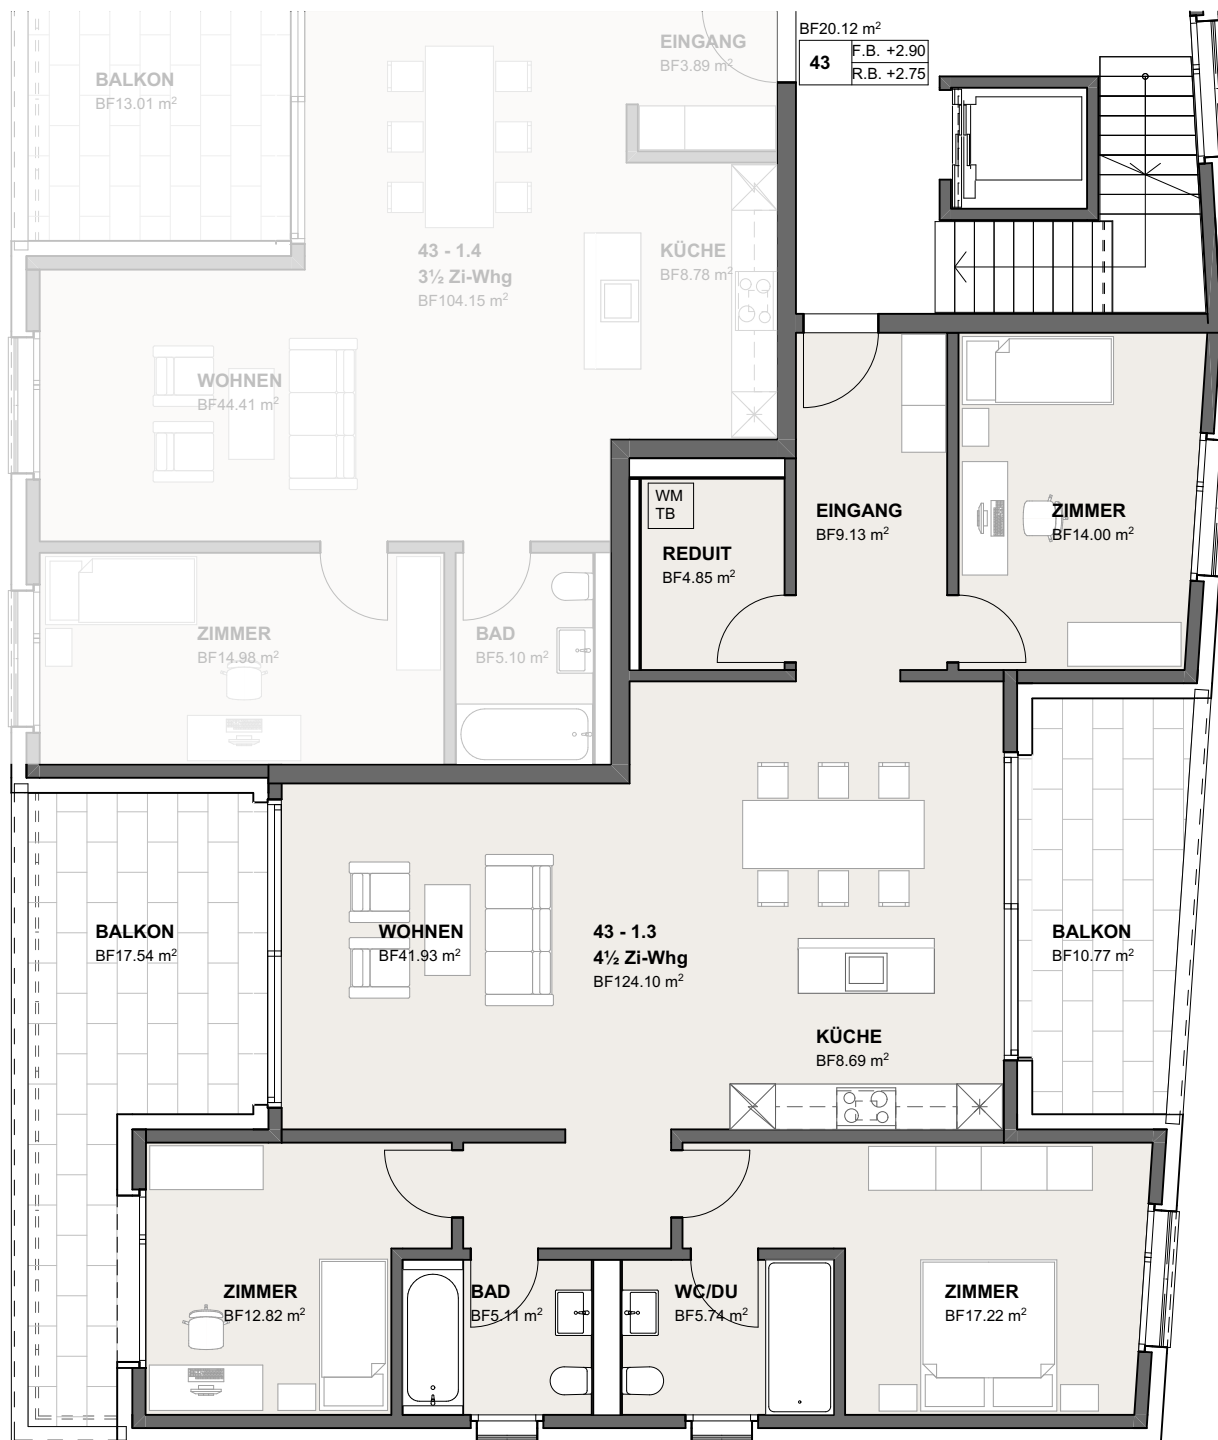 BF20.12 m²
43
F.B. +2.90
R.B. +2.75
EINGANG
BF3.89 m²
BALKON
BF13.01 m²
43 - 1.4
3½ Zi-Whg
BF104.15 m²
KÜCHE
BF8.78 m²
WOHNEN
BF44.41 m²
WM
TB
REDUIT
BF4.85 m²
EINGANG
BF9.13 m²
ZIMMER
BF14.00 m²
ZIMMER
BF14.98 m²
BAD
BF5.10 m²
BALKON
BF17.54 m²
WOHNEN
BF41.93 m²
43 - 1.3
4½ Zi-Whg
BF124.10 m²
BALKON
BF10.77 m²
KÜCHE
BF8.69 m²
ZIMMER
BF12.82 m²
BAD
BF5.11 m²
WC/DU
BF5.74 m²
ZIMMER
BF17.22 m²